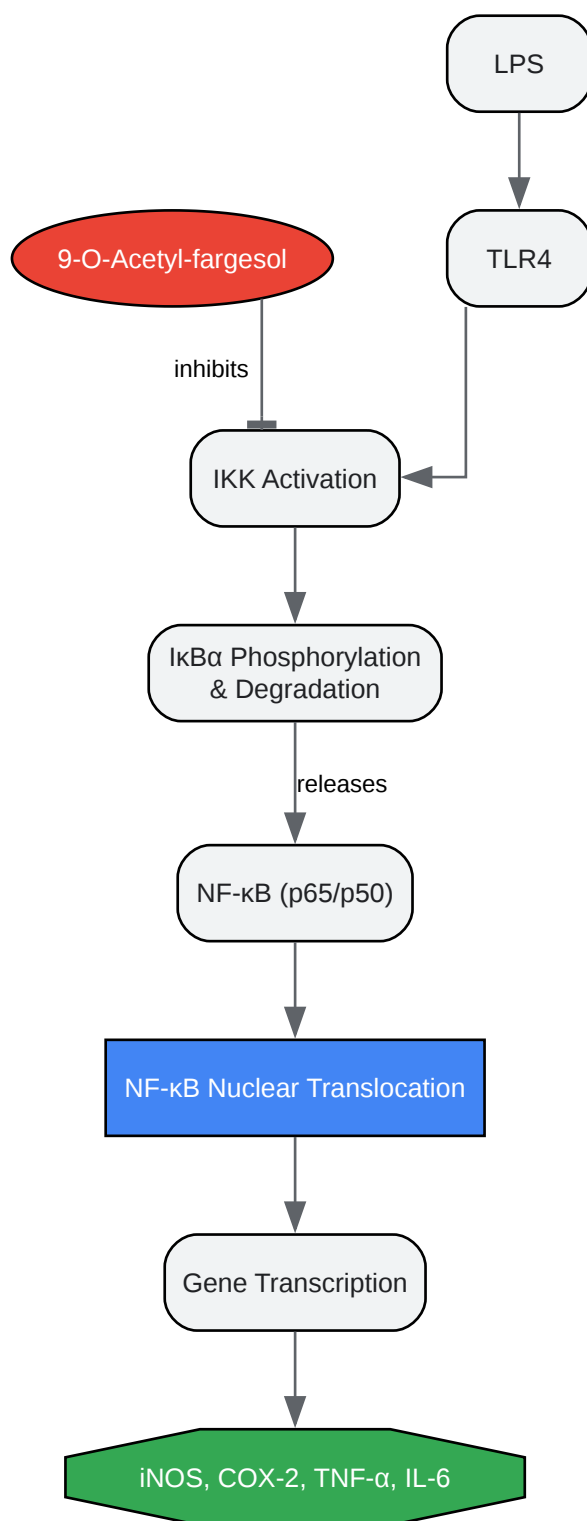 LPS
9-O-Acetyl-fargesol
TLR4
inhibits
IKK Activation
IκBα Phosphorylation
& Degradation
releases
NF-κB (p65/p50)
NF-κB Nuclear Translocation
Gene Transcription
iNOS, COX-2, TNF-α, IL-6